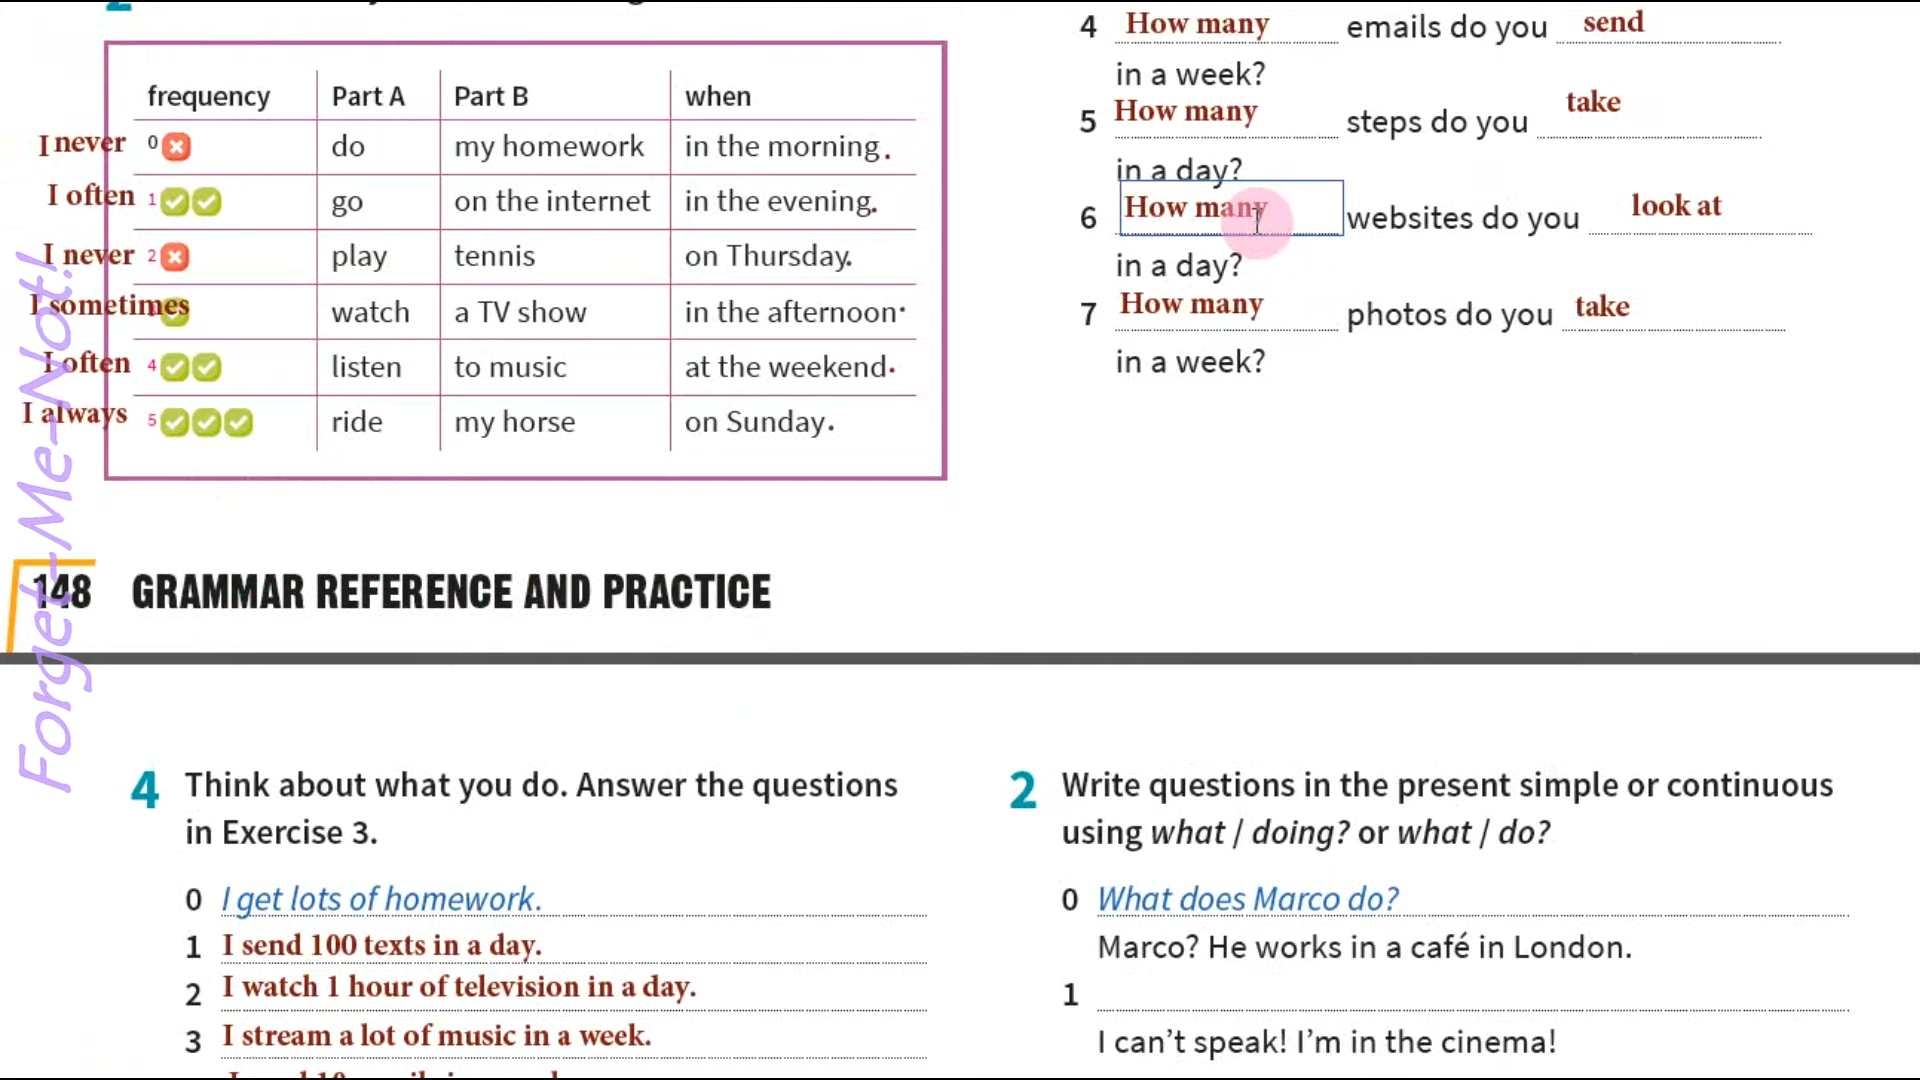 2
frequency Part A Part B when
I never 0 do my homework in the morning.
I often 1 go on the internet in the evening.
I never 2 play tennis on Thursday.
I sometimes watch a TV show in the afternoon.
I often 4 listen to music at the weekend.
I always 5 ride my horse on Sunday.
4 How many emails do you send
in a week?
5 How many steps do you take
in a day?
6 How many websites do you look at
in a day?
7 How many photos do you take
in a week?
Forget-Me-Not!
148 GRAMMAR REFERENCE AND PRACTICE
4 Think about what you do. Answer the questions
in Exercise 3.
0 I get lots of homework.
1 I send 100 texts in a day.
2 I watch 1 hour of television in a day.
3 I stream a lot of music in a week.
2 Write questions in the present simple or continuous
using what / doing? or what / do?
0 What does Marco do?
Marco? He works in a café in London.
1
I can't speak! I'm in the cinema!